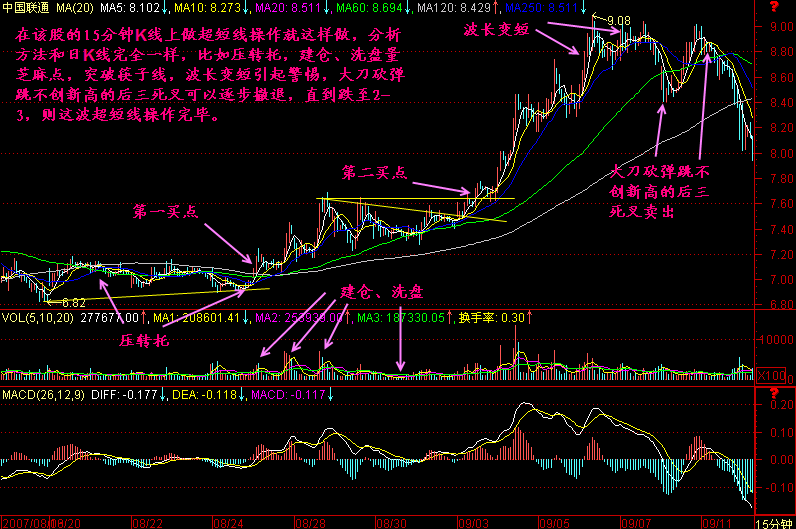 中国联通 MA(20) MA5: 8.102↓, MA10: 8.273↓, MA20: 8.511↓, MA60: 8.694↓, MA120: 8.429↑, MA250: 8.511↓
在该股的15分钟K线上做超短线操作就这样做，分析
方法和日K线完全一样，比如压转托，建仓、洗盘量
芝麻点，突破筷子线，波长变短引起警惕，大刀砍弹
跳不创新高的后三死叉可以逐步撤退，直到跌至2-
3，则这波超短线操作完毕。
波长变短
9.08
9.00
8.80
8.60
8.40
8.20
8.00
7.80
7.60
7.40
7.20
7.00
6.80
第二买点
第一买点
大刀砍弹跳不
创新高的后三
死叉卖出
6.82
建仓、洗盘
压转托
VOL(5,10,20) 277677.00↑, MA1: 208601.41↓, MA3: 187330.05↑, 换手率: 0.30↑
10000
X100
MACD(26,12,9) DIFF: -0.177↓, DEA: -0.118↓, MACD: -0.117↓
0.20
0.10
0.00
-0.10
08/20
08/22
08/24
08/28
08/30
09/03
09/05
09/07
09/11
15分钟